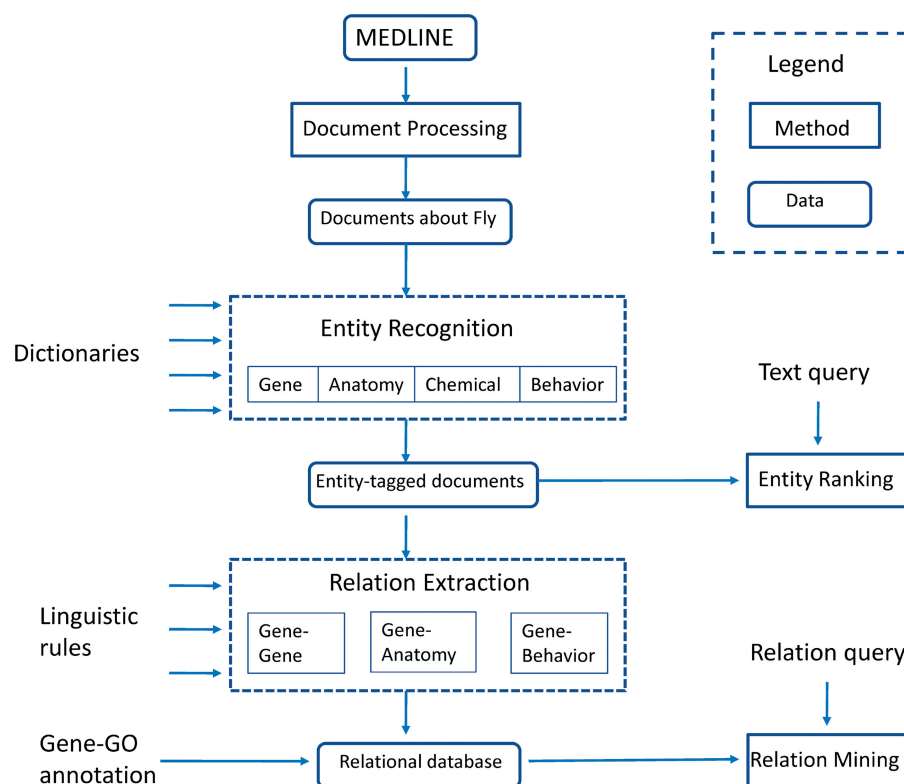 MEDLINE
Legend
Document Processing
Method
Data
Documents about Fly
Entity Recognition
Dictionaries
Gene
Anatomy
Chemical
Behavior
Text query
Entity-tagged documents
Entity Ranking
Relation Extraction
Linguistic
rules
Gene-
Gene
Gene-
Anatomy
Gene-
Behavior
Relation query
Gene-GO
annotation
Relational database
Relation Mining